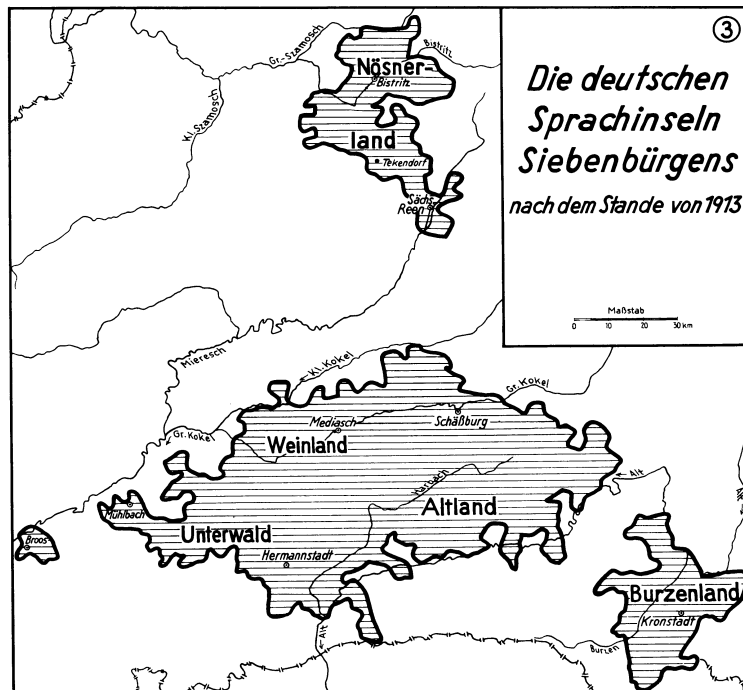 3
Die deutschen
Sprachinseln
Siebenbürgens
nach dem Stande von 1913
Maßstab
0 10 20 30 km
Gr.-Szamosch
Bistritz
Nösner-
Bistritz
Kl. Szamosch
land
Tekendorf
Sächs.
Reen
Mieresch
Kl. Kokel
Gr. Kokel
Mediasch
Schäßburg
Gr. Kokel
Weinland
Harbach
Alt
Alt
Mühlbach
Altland
Unterwald
Broos
Hermannstadt
Burzenland
Kronstadt
Alt
Burzen